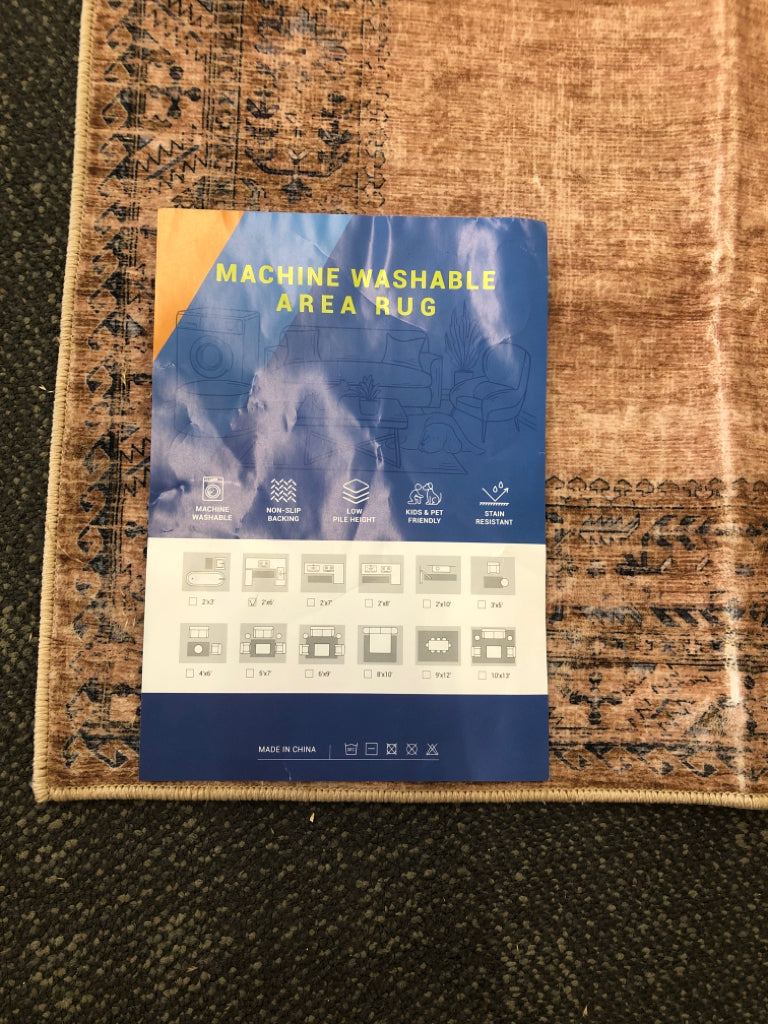 MACHINE WASHABLE
AREA RUG
MACHINE
WASHABLE
NON-SLIP
BACKING
LOW
PILE HEIGHT
KIDS & PET
FRIENDLY
STAIN
RESISTANT
2'x3' 2'x6' 2'x7' 2'x8' 2'x10' 3'x5'
4'x6' 5'x7' 6'x9' 8'x10' 9'x12' 10'x13'
MADE IN CHINA